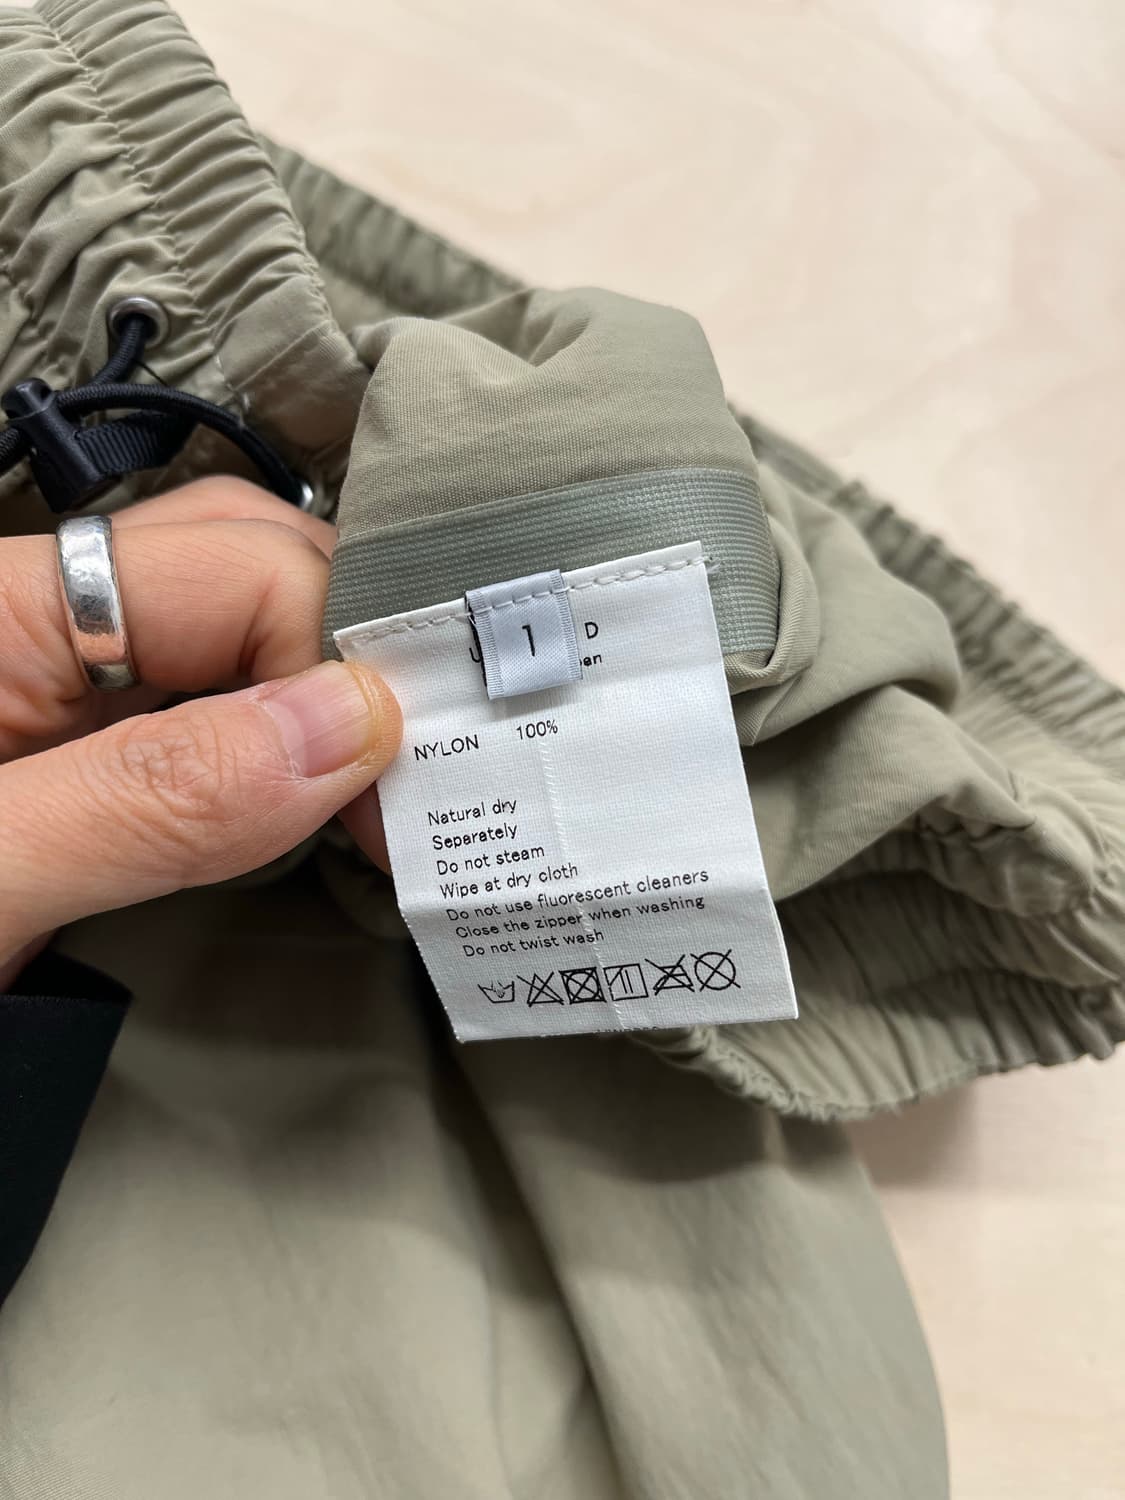 1
D
NYLON 100%
Natural dry
Separately
Do not steam
Wipe at dry cloth
Do not use fluorescent cleaners
Close the zipper when washing
Do not twist wash